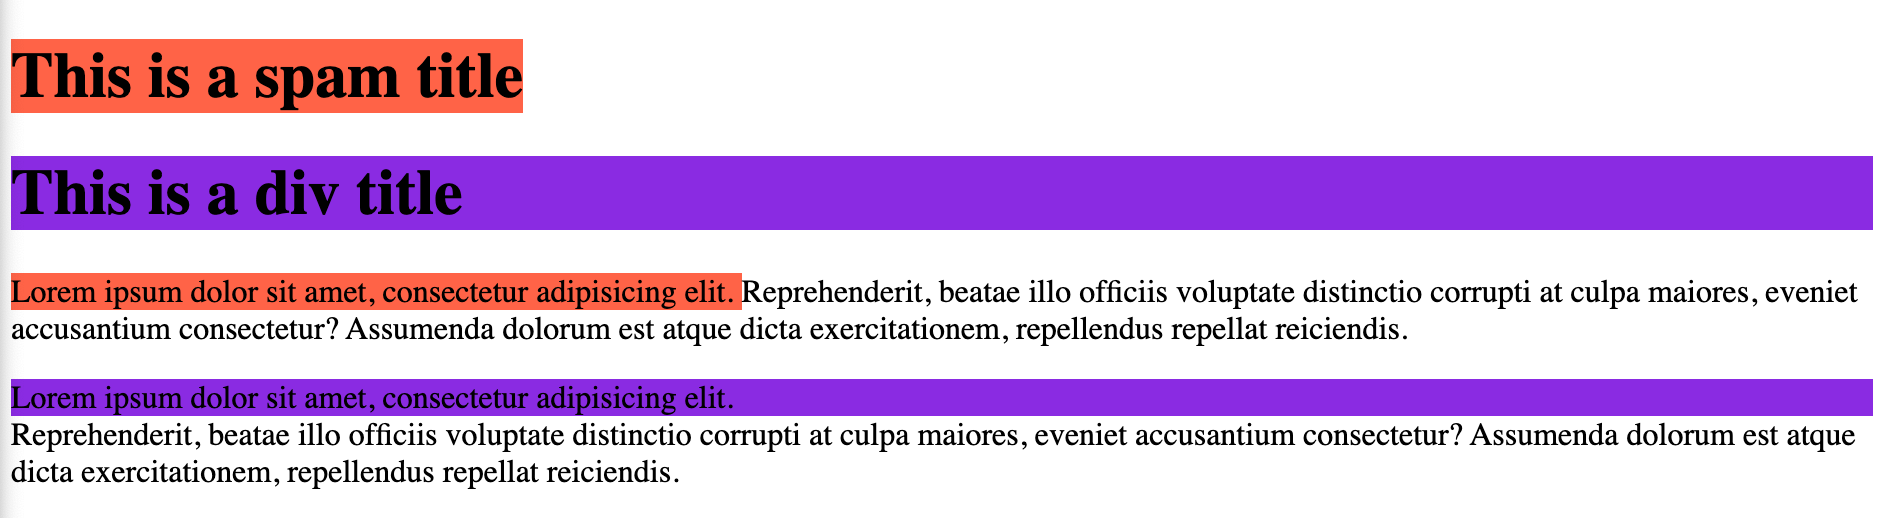 This is a spam title
This is a div title
Lorem ipsum dolor sit amet, consectetur adipisicing elit. Reprehenderit, beatae illo officiis voluptate distinctio corrupti at culpa maiores, eveniet
accusantium consectetur? Assumenda dolorum est atque dicta exercitationem, repellendus repellat reiciendis.
Lorem ipsum dolor sit amet, consectetur adipisicing elit.
Reprehenderit, beatae illo officiis voluptate distinctio corrupti at culpa maiores, eveniet accusantium consectetur? Assumenda dolorum est atque
dicta exercitationem, repellendus repellat reiciendis.